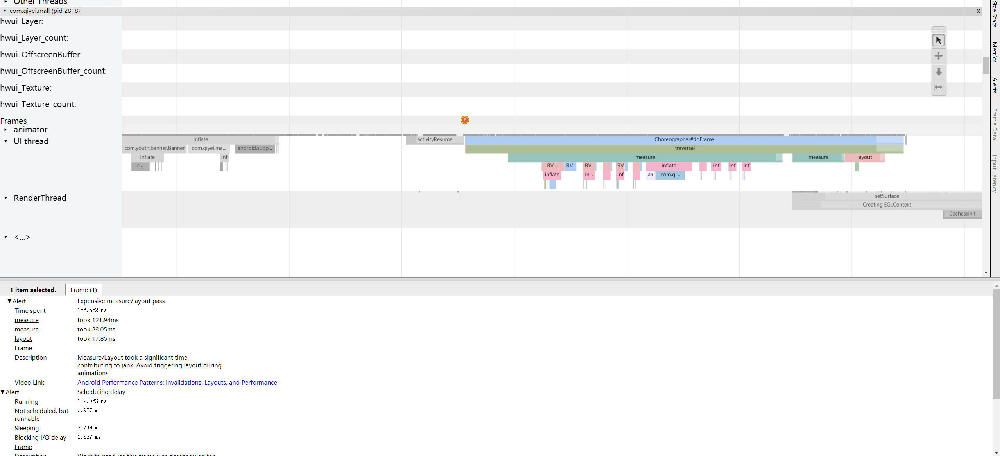 Other Threads
com.qiyei.mall (pid 2818)
X
hwui_Layer:
hwui_Layer_count:
hwui_OffscreenBuffer:
hwui_OffscreenBuffer_count:
hwui_Texture:
hwui_Texture_count:
Frames
F
animator
UI thread
inflate
activityResume
Choreographer#doFrame
com.youth.banner.Banner
com.qiyei.ma...
android.supp...
traversal
inflate
inf
measure
measure
layout
c...
RV ...
RV
RV
RV
inflate
inf
inf
inf
inflate
in...
inf
an
com.qi...
RenderThread
setSurface
Creating EGLContext
Caches::init
<...>
Size Stats
Metrics
Alerts
Frame Data
Input Latency
1 item selected.
Frame (1)
Alert
Expensive measure/layout pass
Time spent
156.652 ms
measure
took 121.94ms
measure
took 23.05ms
layout
took 17.85ms
Frame
Description
Measure/Layout took a significant time,
contributing to jank. Avoid triggering layout during
animations.
Video Link
Android Performance Patterns: Invalidations, Layouts, and Performance
Alert
Scheduling delay
Running
182.963 ms
Not scheduled, but
runnable
6.957 ms
Sleeping
3.749 ms
Blocking I/O delay
1.327 ms
Frame
Description
Work to produce this frame was descheduled for